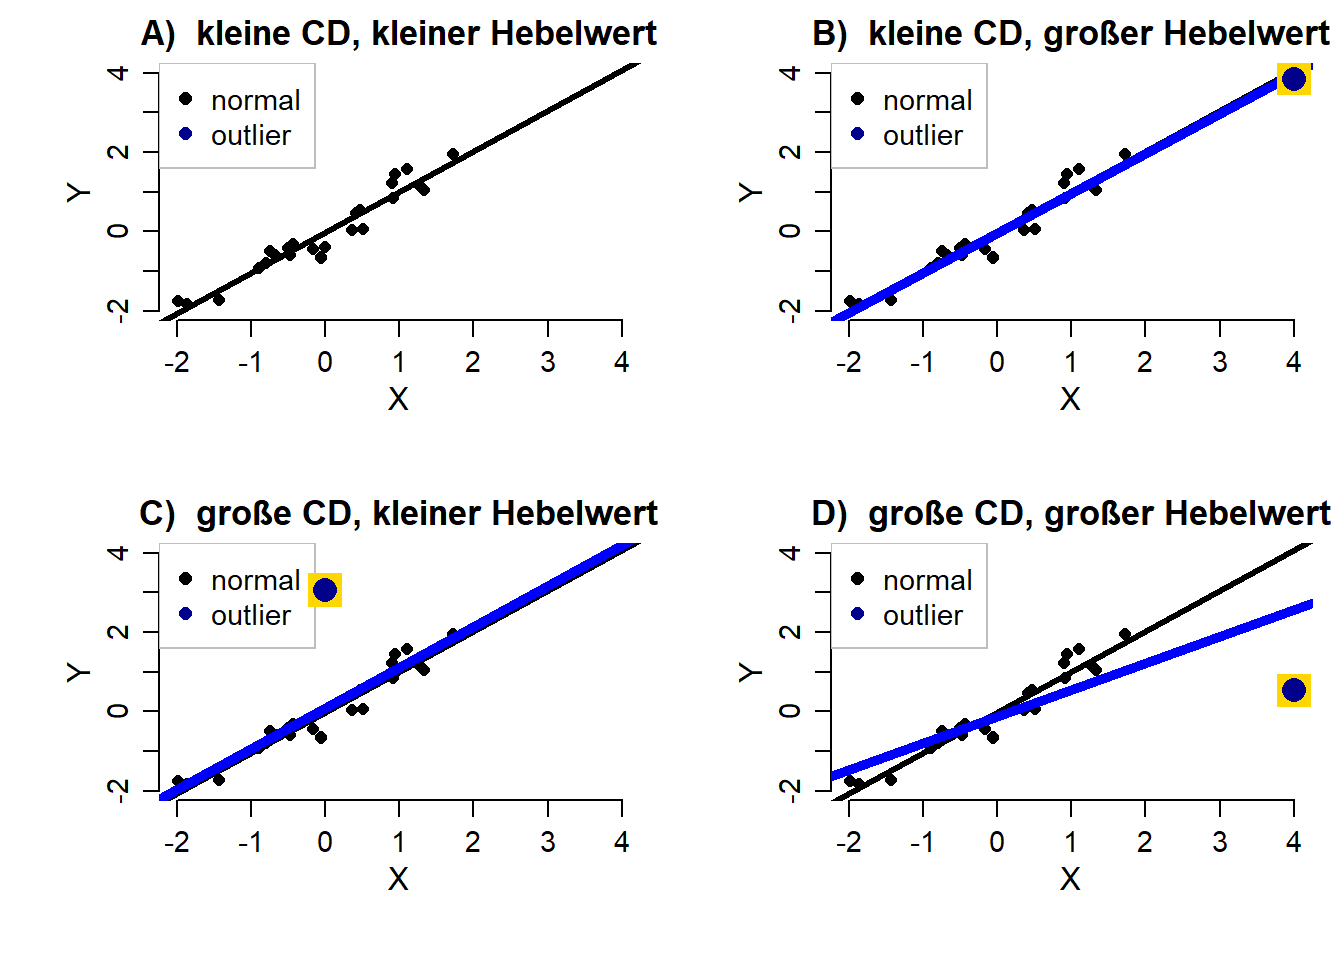 A)  kleine CD, kleiner Hebelwert
normal
outlier
Y
-2 0 2 4
-2 -1 0 1 2 3 4
X
B)  kleine CD, großer Hebelwert
normal
outlier
Y
-2 0 2 4
-2 -1 0 1 2 3 4
X
C)  große CD, kleiner Hebelwert
normal
outlier
Y
-2 0 2 4
-2 -1 0 1 2 3 4
X
D)  große CD, großer Hebelwert
normal
outlier
Y
-2 0 2 4
-2 -1 0 1 2 3 4
X